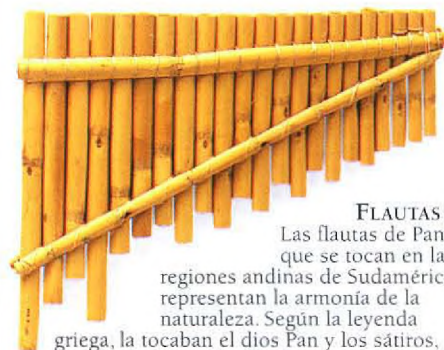 FLAUTAS
Las flautas de Pan
que se tocan en la
regiones andinas de Sudaméric
representan la armonía de la
naturaleza. Según la leyenda
griega, la tocaban el dios Pan y los sátiros,